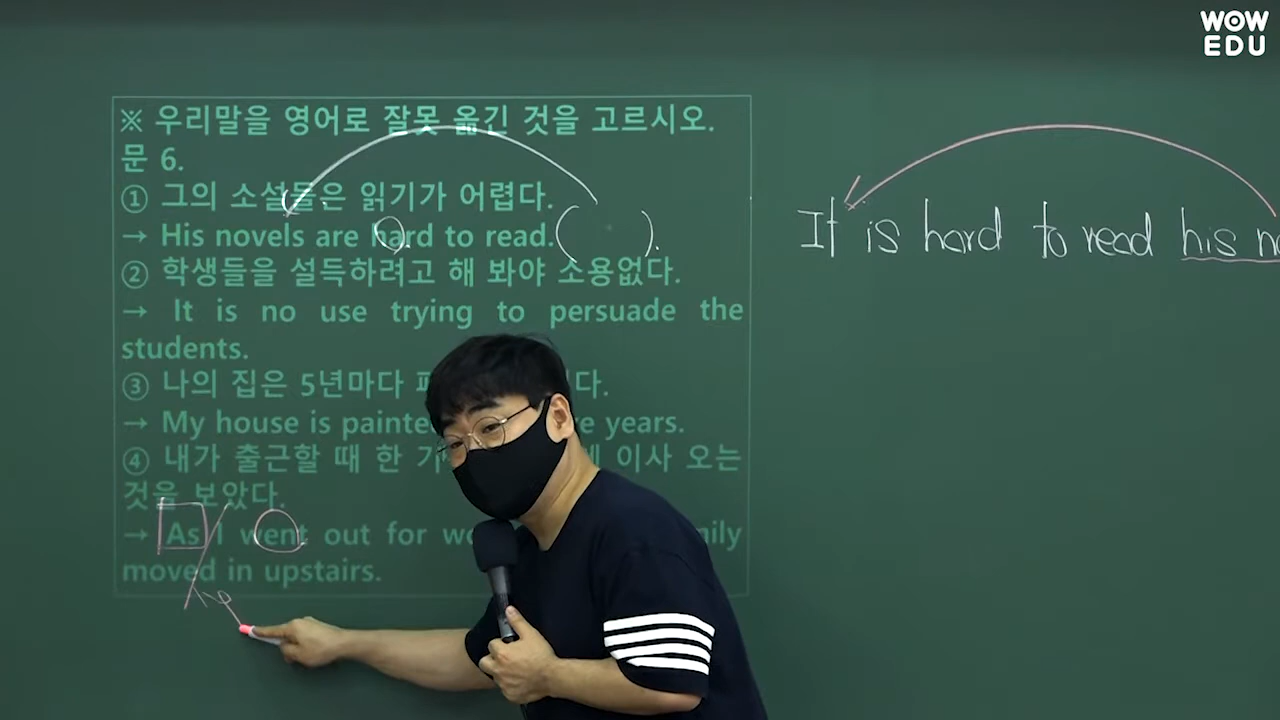 WOW
EDU
※ 우리말을 영어로 잘못 옮긴 것을 고르시오.
문 6.
① 그의 소설들은 읽기가 어렵다.
→ His novels are hard to read. ( ).
② 학생들을 설득하려고 해 봐야 소용없다.
→ It is no use trying to persuade the
students.
③ 나의 집은 5년마다 다.
→ My house is painte e years.
④ 내가 출근할 때 한 가 이사 오는
것을 보았다.
→ As I went out for wo mily
moved in upstairs.
It is hard to read his no